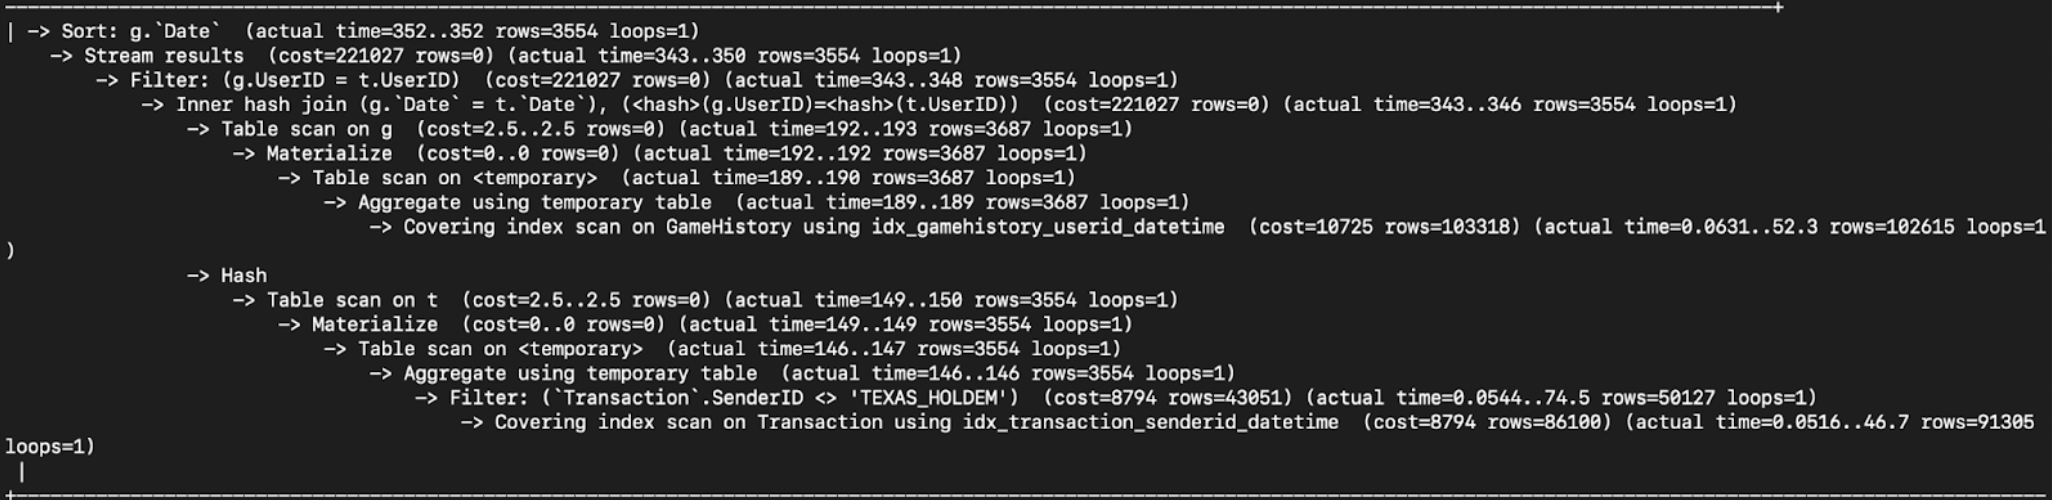 | -> Sort: g.`Date`  (actual time=352..352 rows=3554 loops=1)
    -> Stream results  (cost=221027 rows=0) (actual time=343..350 rows=3554 loops=1)
        -> Filter: (g.UserID = t.UserID)  (cost=221027 rows=0) (actual time=343..348 rows=3554 loops=1)
            -> Inner hash join (g.`Date` = t.`Date`), (<hash>(g.UserID)=<hash>(t.UserID))  (cost=221027 rows=0) (actual time=343..346 rows=3554 loops=1)
                -> Table scan on g  (cost=2.5..2.5 rows=0) (actual time=192..193 rows=3687 loops=1)
                    -> Materialize  (cost=0..0 rows=0) (actual time=192..192 rows=3687 loops=1)
                        -> Table scan on <temporary>  (actual time=189..190 rows=3687 loops=1)
                            -> Aggregate using temporary table  (actual time=189..189 rows=3687 loops=1)
                                -> Covering index scan on GameHistory using idx_gamehistory_userid_datetime  (cost=10725 rows=103318) (actual time=0.0631..52.3 rows=102615 loops=1
)
                -> Hash
                    -> Table scan on t  (cost=2.5..2.5 rows=0) (actual time=149..150 rows=3554 loops=1)
                        -> Materialize  (cost=0..0 rows=0) (actual time=149..149 rows=3554 loops=1)
                            -> Table scan on <temporary>  (actual time=146..147 rows=3554 loops=1)
                                -> Aggregate using temporary table  (actual time=146..146 rows=3554 loops=1)
                                    -> Filter: (`Transaction`.SenderID <> 'TEXAS_HOLDEM')  (cost=8794 rows=43051) (actual time=0.0544..74.5 rows=50127 loops=1)
                                        -> Covering index scan on Transaction using idx_transaction_senderid_datetime  (cost=8794 rows=86100) (actual time=0.0516..46.7 rows=91305
loops=1)
 |